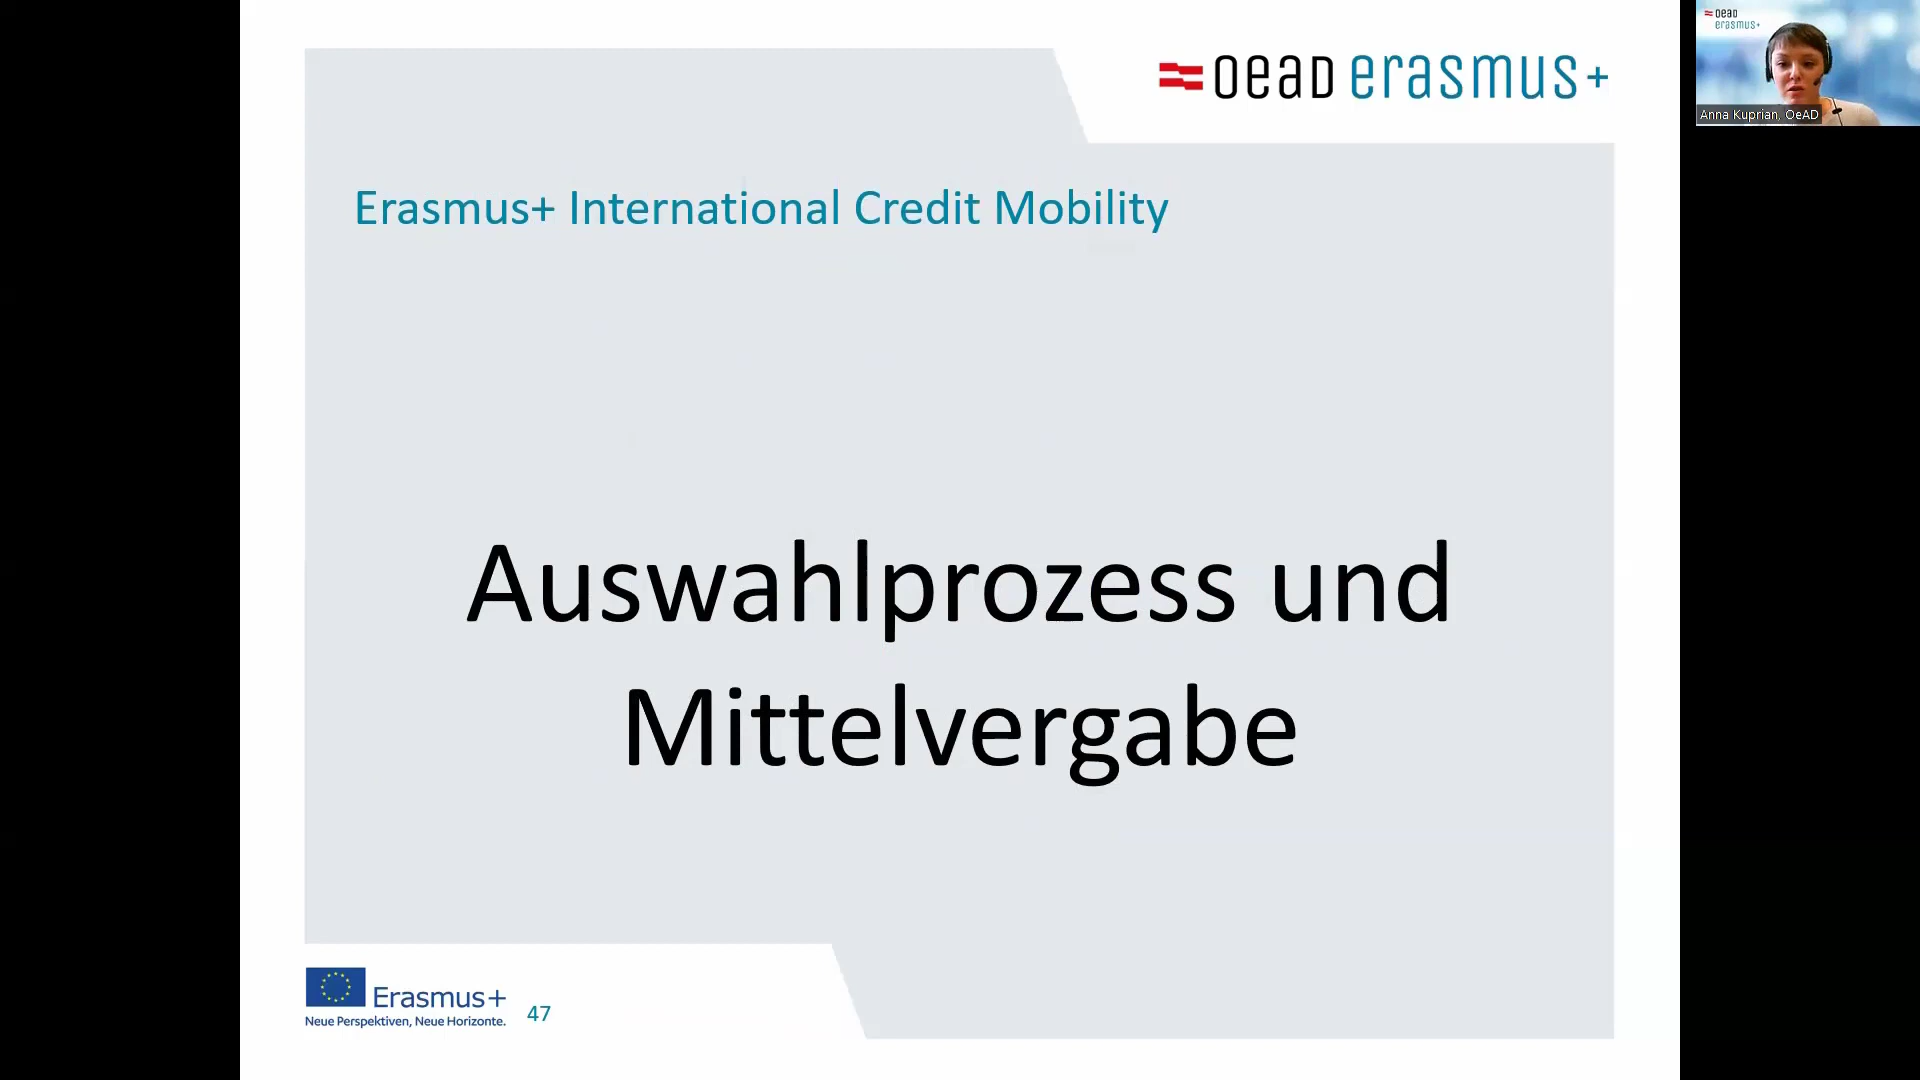 oead erasmus+
oead
erasmus+
Anna Kuprian, OeAD
Erasmus+ International Credit Mobility
Auswahlprozess und
Mittelvergabe
Erasmus+
Neue Perspektiven, Neue Horizonte.
47